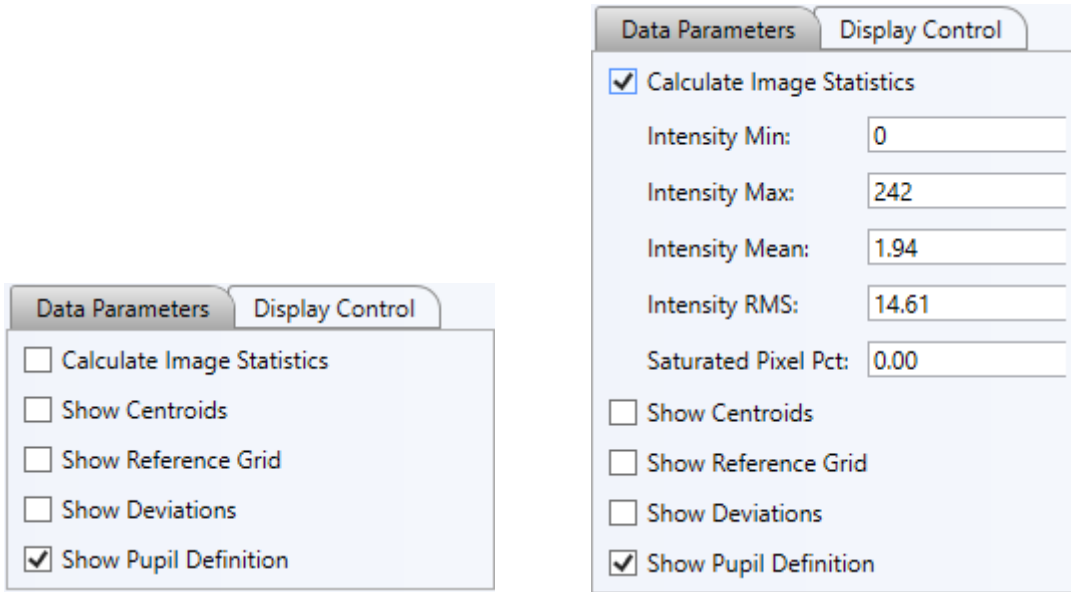 Data Parameters Display Control
Calculate Image Statistics
Show Centroids
Show Reference Grid
Show Deviations
Show Pupil Definition
Data Parameters Display Control
Calculate Image Statistics
Intensity Min: 0
Intensity Max: 242
Intensity Mean: 1.94
Intensity RMS: 14.61
Saturated Pixel Pct: 0.00
Show Centroids
Show Reference Grid
Show Deviations
Show Pupil Definition